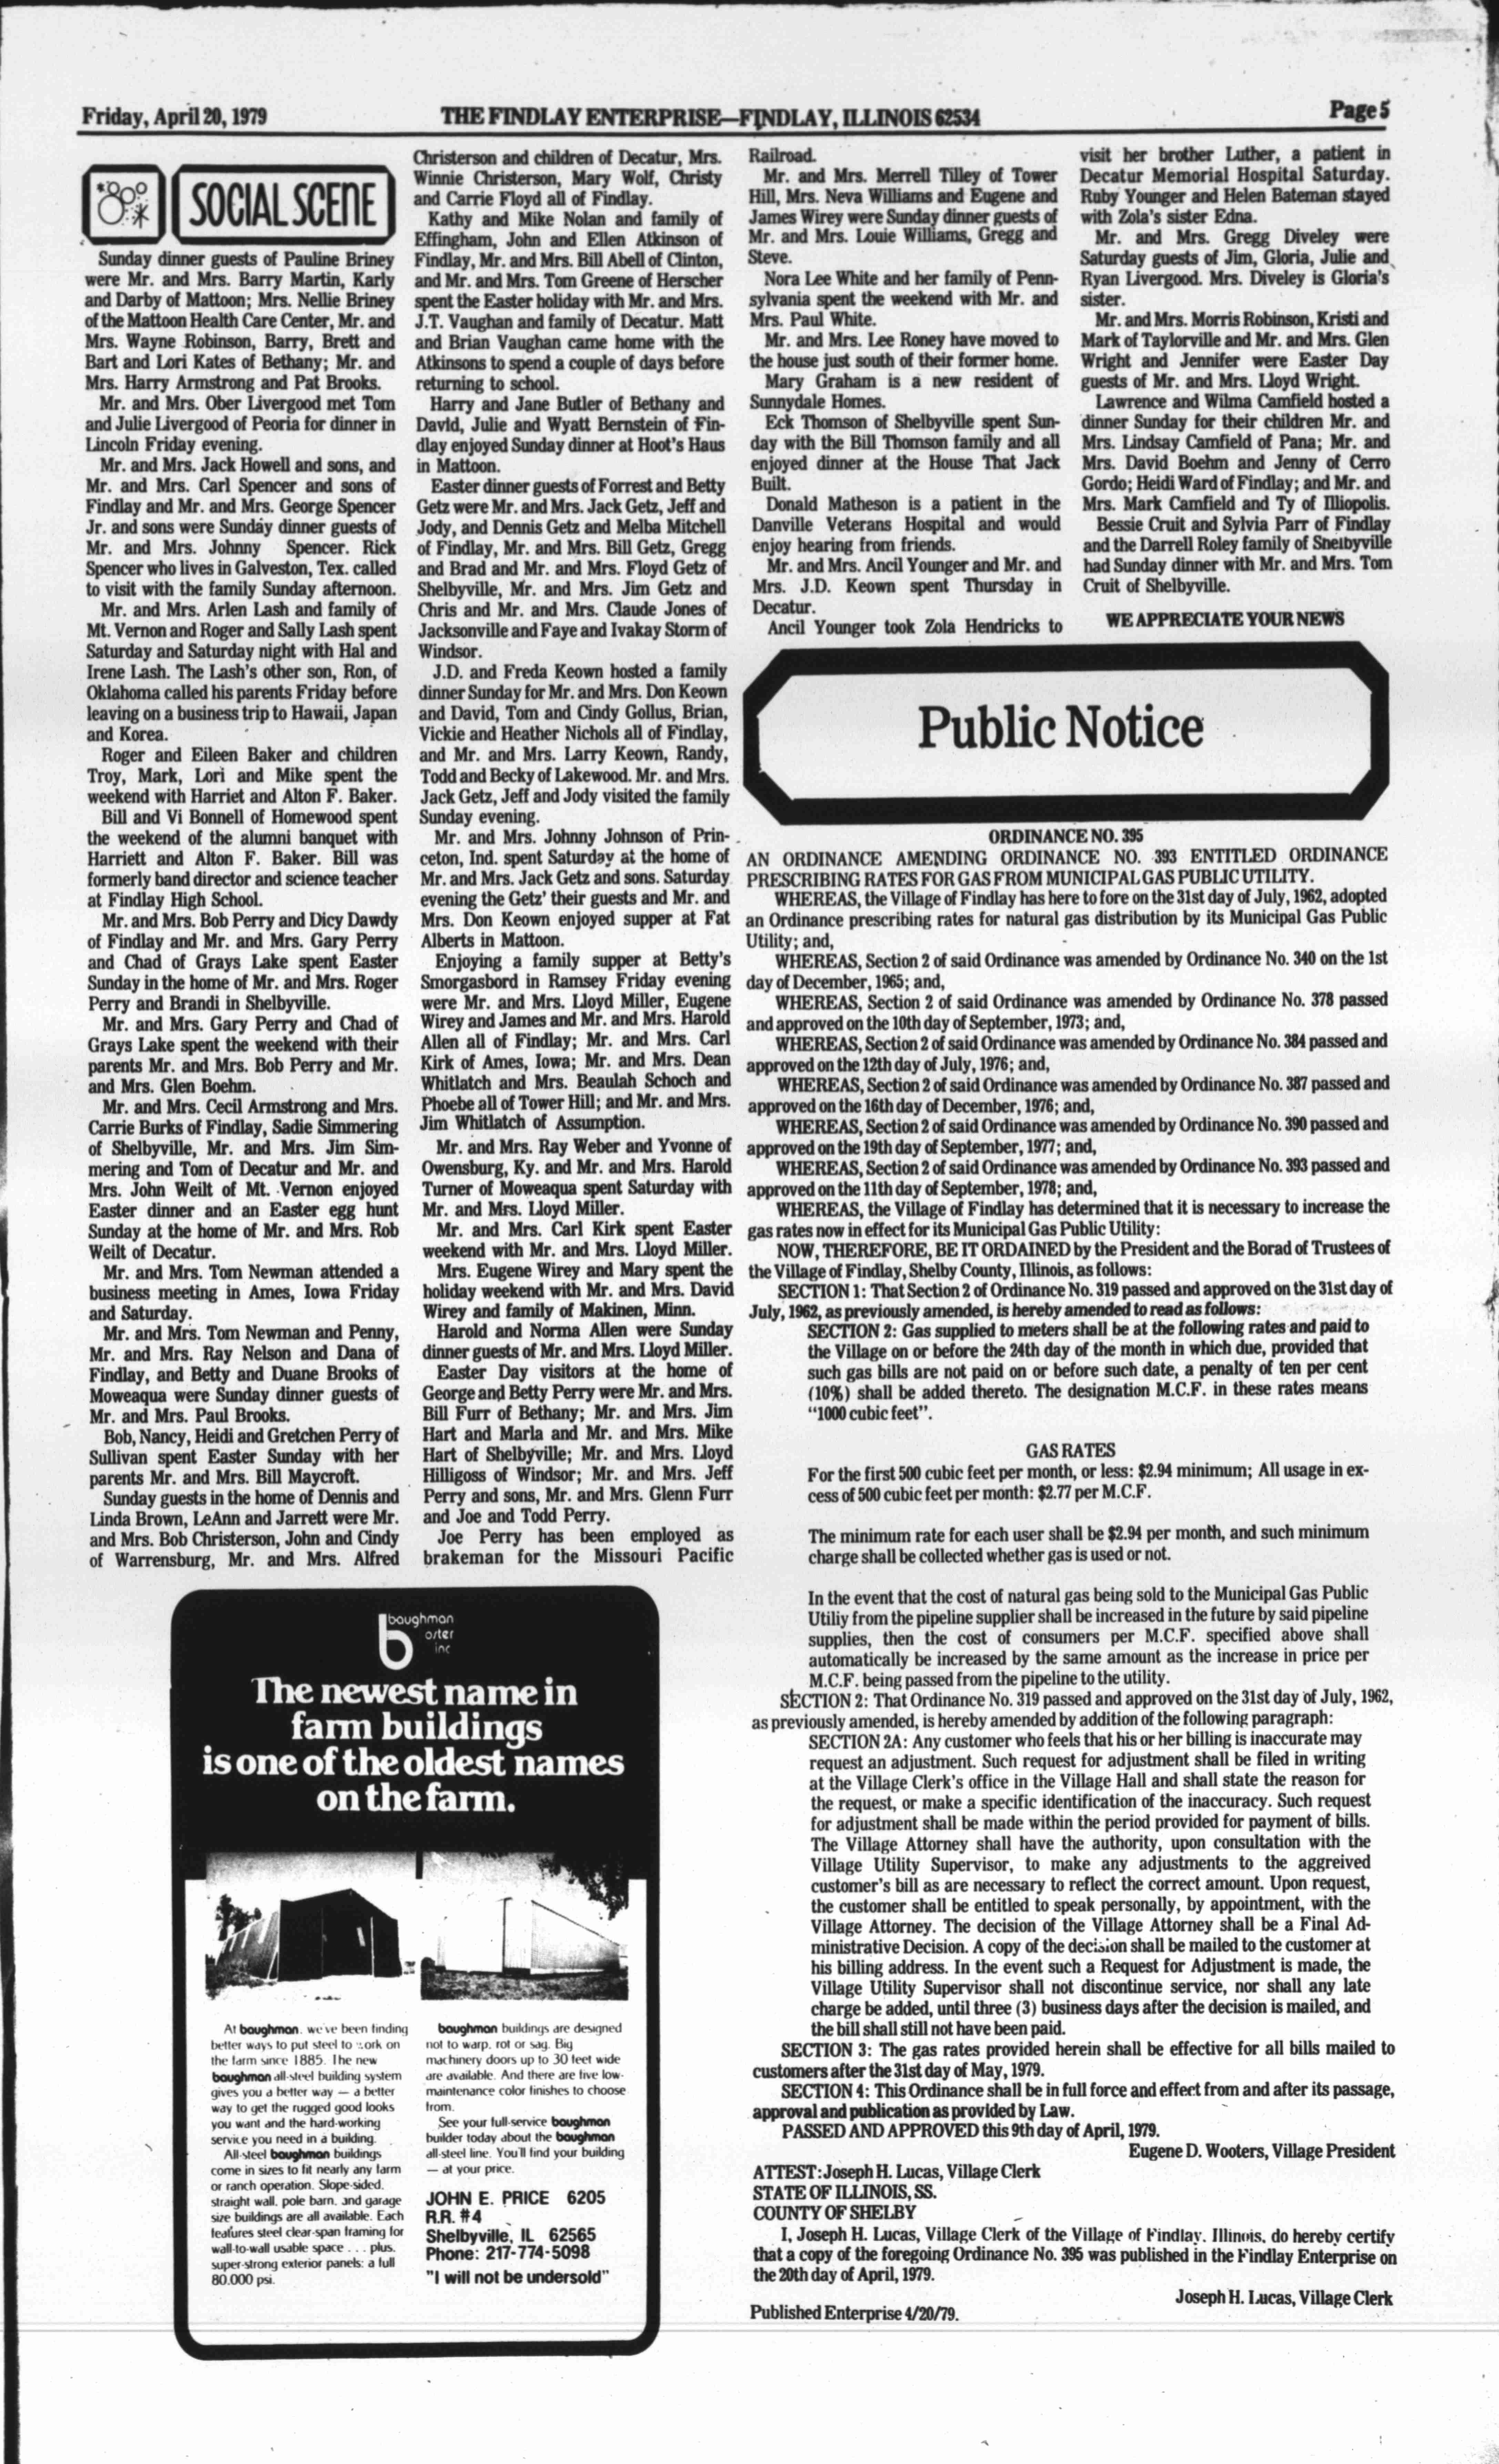 Friday, April 20, 1979
THE FINDLAY ENTERPRISE—FINDLAY, ILLINOIS 62534
Page 5
SOCIAL SCENE
Sunday dinner guests of Pauline Briney
were Mr. and Mrs. Barry Martin, Karly
and Darby of Mattoon; Mrs. Nellie Briney
of the Mattoon Health Care Center, Mr. and
Mrs. Wayne Robinson, Barry, Brett and
Bart and Lori Kates of Bethany; Mr. and
Mrs. Harry Armstrong and Pat Brooks.
Mr. and Mrs. Ober Livergood met Tom
and Julie Livergood of Peoria for dinner in
Lincoln Friday evening.
Mr. and Mrs. Jack Howell and sons, and
Mr. and Mrs. Carl Spencer and sons of
Findlay and Mr. and Mrs. George Spencer
Jr. and sons were Sunday dinner guests of
Mr. and Mrs. Johnny Spencer. Rick
Spencer who lives in Galveston, Tex. called
to visit with the family Sunday afternoon.
Mr. and Mrs. Arlen Lash and family of
Mt. Vernon and Roger and Sally Lash spent
Saturday and Saturday night with Hal and
Irene Lash. The Lash's other son, Ron, of
Oklahoma called his parents Friday before
leaving on a business trip to Hawaii, Japan
and Korea.
Roger and Eileen Baker and children
Troy, Mark, Lori and Mike spent the
weekend with Harriet and Alton F. Baker.
Bill and Vi Bonnell of Homewood spent
the weekend of the alumni banquet with
Harriett and Alton F. Baker. Bill was
formerly band director and science teacher
at Findlay High School.
Mr. and Mrs. Bob Perry and Dicy Dawdy
of Findlay and Mr. and Mrs. Gary Perry
and Chad of Grays Lake spent Easter
Sunday in the home of Mr. and Mrs. Roger
Perry and Brandi in Shelbyville.
Mr. and Mrs. Gary Perry and Chad of
Grays Lake spent the weekend with their
parents Mr. and Mrs. Bob Perry and Mr.
and Mrs. Glen Boehm.
Mr. and Mrs. Cecil Armstrong and Mrs.
Carrie Burks of Findlay, Sadie Simmering
of Shelbyville, Mr. and Mrs. Jim Sim-
mering and Tom of Decatur and Mr. and
Mrs. John Weilt of Mt. Vernon enjoyed
Easter dinner and an Easter egg hunt
Sunday at the home of Mr. and Mrs. Rob
Weilt of Decatur.
Mr. and Mrs. Tom Newman attended a
business meeting in Ames, Iowa Friday
and Saturday.
Mr. and Mrs. Tom Newman and Penny,
Mr. and Mrs. Ray Nelson and Dana of
Findlay, and Betty and Duane Brooks of
Moweaqua were Sunday dinner guests of
Mr. and Mrs. Paul Brooks.
Bob, Nancy, Heidi and Gretchen Perry of
Sullivan spent Easter Sunday with her
parents Mr. and Mrs. Bill Maycroft.
Sunday guests in the home of Dennis and
Linda Brown, LeAnn and Jarrett were Mr.
and Mrs. Bob Christerson, John and Cindy
of Warrensburg, Mr. and Mrs. Alfred
Christerson and children of Decatur, Mrs.
Winnie Christerson, Mary Wolf, Christy
and Carrie Floyd all of Findlay.
Kathy and Mike Nolan and family of
Effingham, John and Ellen Atkinson of
Findlay, Mr. and Mrs. Bill Abell of Clinton,
and Mr. and Mrs. Tom Greene of Herscher
spent the Easter holiday with Mr. and Mrs.
J.T. Vaughan and family of Decatur. Matt
and Brian Vaughan came home with the
Atkinsons to spend a couple of days before
returning to school.
Harry and Jane Butler of Bethany and
David, Julie and Wyatt Bernstein of Fin-
dlay enjoyed Sunday dinner at Hoot's Haus
in Mattoon.
Easter dinner guests of Forrest and Betty
Getz were Mr. and Mrs. Jack Getz, Jeff and
Jody, and Dennis Getz and Melba Mitchell
of Findlay, Mr. and Mrs. Bill Getz, Gregg
and Brad and Mr. and Mrs. Floyd Getz of
Shelbyville, Mr. and Mrs. Jim Getz and
Chris and Mr. and Mrs. Claude Jones of
Jacksonville and Faye and Ivakay Storm of
Windsor.
J.D. and Freda Keown hosted a family
dinner Sunday for Mr. and Mrs. Don Keown
and David, Tom and Cindy Gollus, Brian,
Vickie and Heather Nichols all of Findlay,
and Mr. and Mrs. Larry Keown, Randy,
Todd and Becky of Lakewood. Mr. and Mrs.
Jack Getz, Jeff and Jody visited the family
Sunday evening.
Mr. and Mrs. Johnny Johnson of Prin-
ceton, Ind. spent Saturday at the home of
Mr. and Mrs. Jack Getz and sons. Saturday
evening the Getz' their guests and Mr. and
Mrs. Don Keown enjoyed supper at Fat
Alberts in Mattoon.
Enjoying a family supper at Betty's
Smorgasbord in Ramsey Friday evening
were Mr. and Mrs. Lloyd Miller, Eugene
Wirey and James and Mr. and Mrs. Harold
Allen all of Findlay; Mr. and Mrs. Carl
Kirk of Ames, Iowa; Mr. and Mrs. Dean
Whitlatch and Mrs. Beaulah Schoch and
Phoebe all of Tower Hill; and Mr. and Mrs.
Jim Whitlatch of Assumption.
Mr. and Mrs. Ray Weber and Yvonne of
Owensburg, Ky. and Mr. and Mrs. Harold
Turner of Moweaqua spent Saturday with
Mr. and Mrs. Lloyd Miller.
Mr. and Mrs. Carl Kirk spent Easter
weekend with Mr. and Mrs. Lloyd Miller.
Mrs. Eugene Wirey and Mary spent the
holiday weekend with Mr. and Mrs. David
Wirey and family of Makinen, Minn.
Harold and Norma Allen were Sunday
dinner guests of Mr. and Mrs. Lloyd Miller.
Easter Day visitors at the home of
George and Betty Perry were Mr. and Mrs.
Bill Furr of Bethany; Mr. and Mrs. Jim
Hart and Marla and Mr. and Mrs. Mike
Hart of Shelbyville; Mr. and Mrs. Lloyd
Hilligoss of Windsor; Mr. and Mrs. Jeff
Perry and sons, Mr. and Mrs. Glenn Furr
and Joe and Todd Perry.
Joe Perry has been employed as
brakeman for the Missouri Pacific
Railroad.
Mr. and Mrs. Merrell Tilley of Tower
Hill, Mrs. Neva Williams and Eugene and
James Wirey were Sunday dinner guests of
Mr. and Mrs. Louie Williams, Gregg and
Steve.
Nora Lee White and her family of Penn-
sylvania spent the weekend with Mr. and
Mrs. Paul White.
Mr. and Mrs. Lee Roney have moved to
the house just south of their former home.
Mary Graham is a new resident of
Sunnydale Homes.
Eck Thomson of Shelbyville spent Sun-
day with the Bill Thomson family and all
enjoyed dinner at the House That Jack
Built.
Donald Matheson is a patient in the
Danville Veterans Hospital and would
enjoy hearing from friends.
Mr. and Mrs. Ancil Younger and Mr. and
Mrs. J.D. Keown spent Thursday in
Decatur.
Ancil Younger took Zola Hendricks to
visit her brother Luther, a patient in
Decatur Memorial Hospital Saturday.
Ruby Younger and Helen Bateman stayed
with Zola's sister Edna.
Mr. and Mrs. Gregg Diveley were
Saturday guests of Jim, Gloria, Julie and
Ryan Livergood. Mrs. Diveley is Gloria's
sister.
Mr. and Mrs. Morris Robinson, Kristi and
Mark of Taylorville and Mr. and Mrs. Glen
Wright and Jennifer were Easter Day
guests of Mr. and Mrs. Lloyd Wright.
Lawrence and Wilma Camfield hosted a
dinner Sunday for their children Mr. and
Mrs. Lindsay Camfield of Pana; Mr. and
Mrs. David Boehm and Jenny of Cerro
Gordo; Heidi Ward of Findlay; and Mr. and
Mrs. Mark Camfield and Ty of Illiopolis.
Bessie Cruit and Sylvia Parr of Findlay
and the Darrell Roley family of Shelbyville
had Sunday dinner with Mr. and Mrs. Tom
Cruit of Shelbyville.
WE APPRECIATE YOUR NEWS
Public Notice
ORDINANCE NO. 395
AN ORDINANCE AMENDING ORDINANCE NO. 393 ENTITLED ORDINANCE
PRESCRIBING RATES FOR GAS FROM MUNICIPAL GAS PUBLIC UTILITY.
WHEREAS, the Village of Findlay has here to fore on the 31st day of July, 1962, adopted
an Ordinance prescribing rates for natural gas distribution by its Municipal Gas Public
Utility; and,
WHEREAS, Section 2 of said Ordinance was amended by Ordinance No. 340 on the 1st
day of December, 1965; and,
WHEREAS, Section 2 of said Ordinance was amended by Ordinance No. 378 passed
and approved on the 10th day of September, 1973; and,
WHEREAS, Section 2 of said Ordinance was amended by Ordinance No. 384 passed and
approved on the 12th day of July, 1976; and,
WHEREAS, Section 2 of said Ordinance was amended by Ordinance No. 387 passed and
approved on the 16th day of December, 1976; and,
WHEREAS, Section 2 of said Ordinance was amended by Ordinance No. 390 passed and
approved on the 19th day of September, 1977; and,
WHEREAS, Section 2 of said Ordinance was amended by Ordinance No. 393 passed and
approved on the 11th day of September, 1978; and,
WHEREAS, the Village of Findlay has determined that it is necessary to increase the
gas rates now in effect for its Municipal Gas Public Utility:
NOW, THEREFORE, BE IT ORDAINED by the President and the Borad of Trustees of
the Village of Findlay, Shelby County, Illinois, as follows:
SECTION 1: That Section 2 of Ordinance No. 319 passed and approved on the 31st day of
July, 1962, as previously amended, is hereby amended to read as follows:
SECTION 2: Gas supplied to meters shall be at the following rates and paid to
the Village on or before the 24th day of the month in which due, provided that
such gas bills are not paid on or before such date, a penalty of ten per cent
(10%) shall be added thereto. The designation M.C.F. in these rates means
"1000 cubic feet".
GAS RATES
For the first 500 cubic feet per month, or less: $2.94 minimum; All usage in ex-
cess of 500 cubic feet per month: $2.77 per M.C.F.
The minimum rate for each user shall be $2.94 per month, and such minimum
charge shall be collected whether gas is used or not.
In the event that the cost of natural gas being sold to the Municipal Gas Public
Utiliy from the pipeline supplier shall be increased in the future by said pipeline
supplies, then the cost of consumers per M.C.F. specified above shall
automatically be increased by the same amount as the increase in price per
M.C.F. being passed from the pipeline to the utility.
SECTION 2: That Ordinance No. 319 passed and approved on the 31st day of July, 1962,
as previously amended, is hereby amended by addition of the following paragraph:
SECTION 2A: Any customer who feels that his or her billing is inaccurate may
request an adjustment. Such request for adjustment shall be filed in writing
at the Village Clerk's office in the Village Hall and shall state the reason for
the request, or make a specific identification of the inaccuracy. Such request
for adjustment shall be made within the period provided for payment of bills.
The Village Attorney shall have the authority, upon consultation with the
Village Utility Supervisor, to make any adjustments to the aggreived
customer's bill as are necessary to reflect the correct amount. Upon request,
the customer shall be entitled to speak personally, by appointment, with the
Village Attorney. The decision of the Village Attorney shall be a Final Ad-
ministrative Decision. A copy of the decision shall be mailed to the customer at
his billing address. In the event such a Request for Adjustment is made, the
Village Utility Supervisor shall not discontinue service, nor shall any late
charge be added, until three (3) business days after the decision is mailed, and
the bill shall still not have been paid.
SECTION 3: The gas rates provided herein shall be effective for all bills mailed to
customers after the 31st day of May, 1979.
SECTION 4: This Ordinance shall be in full force and effect from and after its passage,
approval and publication as provided by Law.
PASSED AND APPROVED this 9th day of April, 1979.
Eugene D. Wooters, Village President
ATTEST: Joseph H. Lucas, Village Clerk
STATE OF ILLINOIS, SS.
COUNTY OF SHELBY
I, Joseph H. Lucas, Village Clerk of the Village of Findlay, Illinois, do hereby certify
that a copy of the foregoing Ordinance No. 395 was published in the Findlay Enterprise on
the 20th day of April, 1979.
Joseph H. Lucas, Village Clerk
Published Enterprise 4/20/79.
b baughman
oster
inc
The newest name in
farm buildings
is one of the oldest names
on the farm.
At baughman, we've been finding
better ways to put steel to work on
the farm since 1885. The new
baughman all-steel building system
gives you a better way — a better
way to get the rugged good looks
you want and the hard-working
service you need in a building.
All-steel baughman buildings
come in sizes to fit nearly any farm
or ranch operation. Slope-sided,
straight wall, pole barn, and garage
size buildings are all available. Each
features steel clear-span framing for
wall-to-wall usable space . . . plus,
super-strong exterior panels: a full
80,000 psi.
baughman buildings are designed
not to warp, rot or sag. Big
machinery doors up to 30 feet wide
are available. And there are five low-
maintenance color finishes to choose
from.
See your full-service baughman
builder today about the baughman
all-steel line. You'll find your building
— at your price.
JOHN E. PRICE 6205
R.R. #4
Shelbyville, IL 62565
Phone: 217-774-5098
"I will not be undersold"